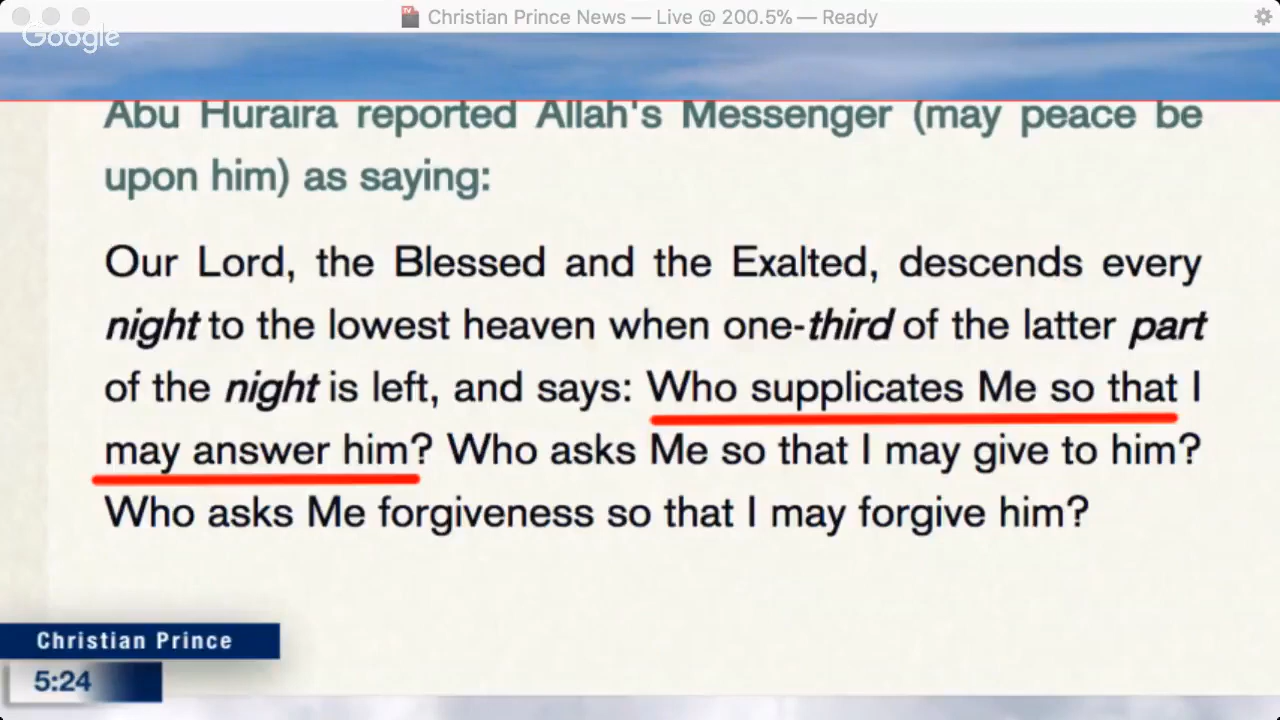 Christian Prince News — Live @ 200.5% — Ready
Google
Abu Huraira reported Allah's Messenger (may peace be
upon him) as saying:
Our Lord, the Blessed and the Exalted, descends every
night to the lowest heaven when one-third of the latter part
of the night is left, and says: Who supplicates Me so that I
may answer him? Who asks Me so that I may give to him?
Who asks Me forgiveness so that I may forgive him?
Christian Prince
5:24